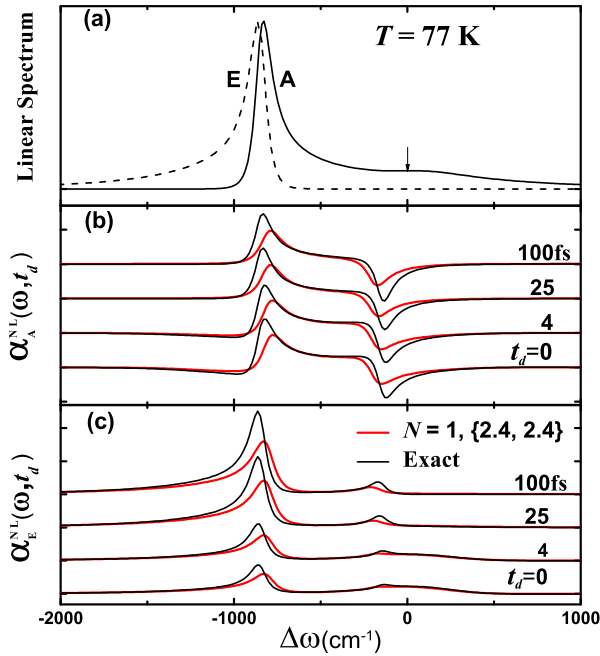 (a)
T = 77 K
E A
Linear Spectrum
(b)
100fs
25
4
t_d=0
α_A^{NL}(ω,t_d)
(c)
N = 1, {2.4, 2.4}
Exact
100fs
25
4
t_d=0
α_E^{NL}(ω,t_d)
-2000 -1000 0 1000
Δω(cm⁻¹)